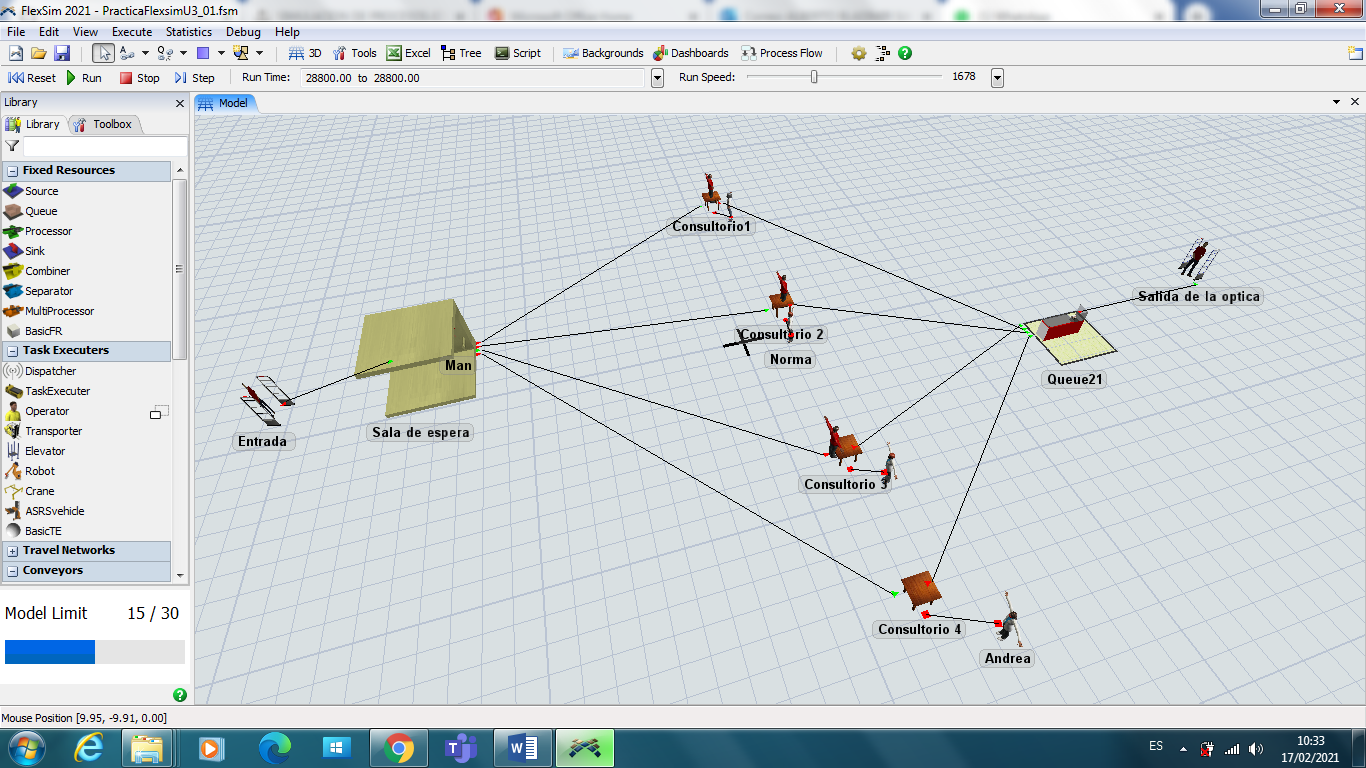 FlexSim 2021 - PracticaFlexsimU3_01.fsm
File Edit View Execute Statistics Debug Help
3D Tools Excel Tree Script Backgrounds Dashboards Process Flow
Reset Run Stop Step Run Time: 28800.00 to 28800.00 Run Speed: 1678
Library
Model
Library Toolbox
Fixed Resources
Source
Queue
Processor
Sink
Combiner
Separator
MultiProcessor
BasicFR
Task Executers
Dispatcher
TaskExecuter
Operator
Transporter
Elevator
Robot
Crane
ASRSvehicle
BasicTE
Travel Networks
Conveyors
Model Limit 15 / 30
Consultorio1
Salida de la optica
Consultorio 2
Norma
Man
Queue21
Sala de espera
Entrada
Consultorio 3
Consultorio 4
Andrea
Mouse Position [9.95, -9.91, 0.00]
ES
10:33
17/02/2021